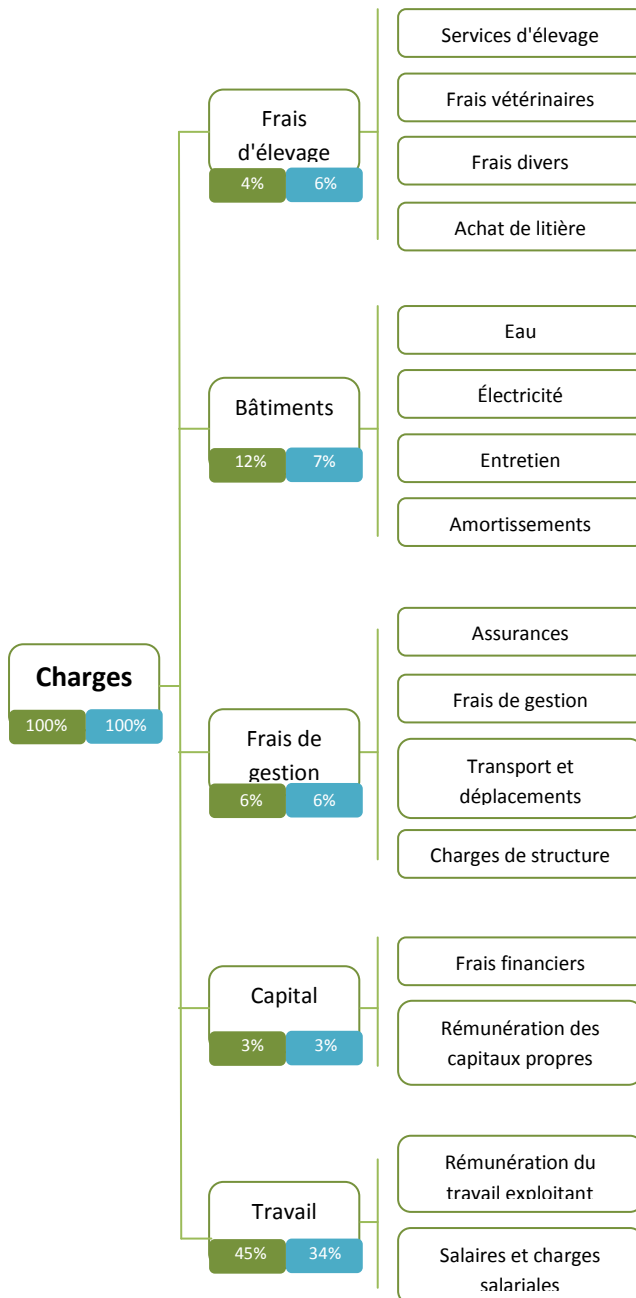 Services d'élevage
Frais vétérinaires
Frais
d'élevage
Frais divers
4% 6%
Achat de litière
Eau
Électricité
Bâtiments
12% 7%
Entretien
Amortissements
Assurances
Charges
100% 100%
Frais de gestion
Frais de
gestion
6% 6%
Transport et
déplacements
Charges de structure
Frais financiers
Capital
3% 3%
Rémunération des
capitaux propres
Rémunération du
travail exploitant
Travail
45% 34%
Salaires et charges
salariales